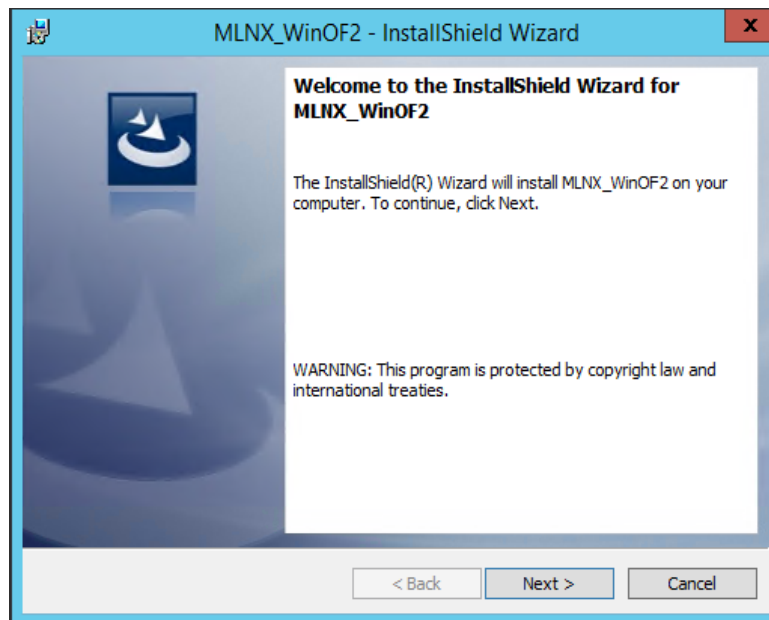 MLNX_WinOF2 - InstallShield Wizard
x
Welcome to the InstallShield Wizard for
MLNX_WinOF2
The InstallShield(R) Wizard will install MLNX_WinOF2 on your
computer. To continue, click Next.
WARNING: This program is protected by copyright law and
international treaties.
< Back
Next >
Cancel